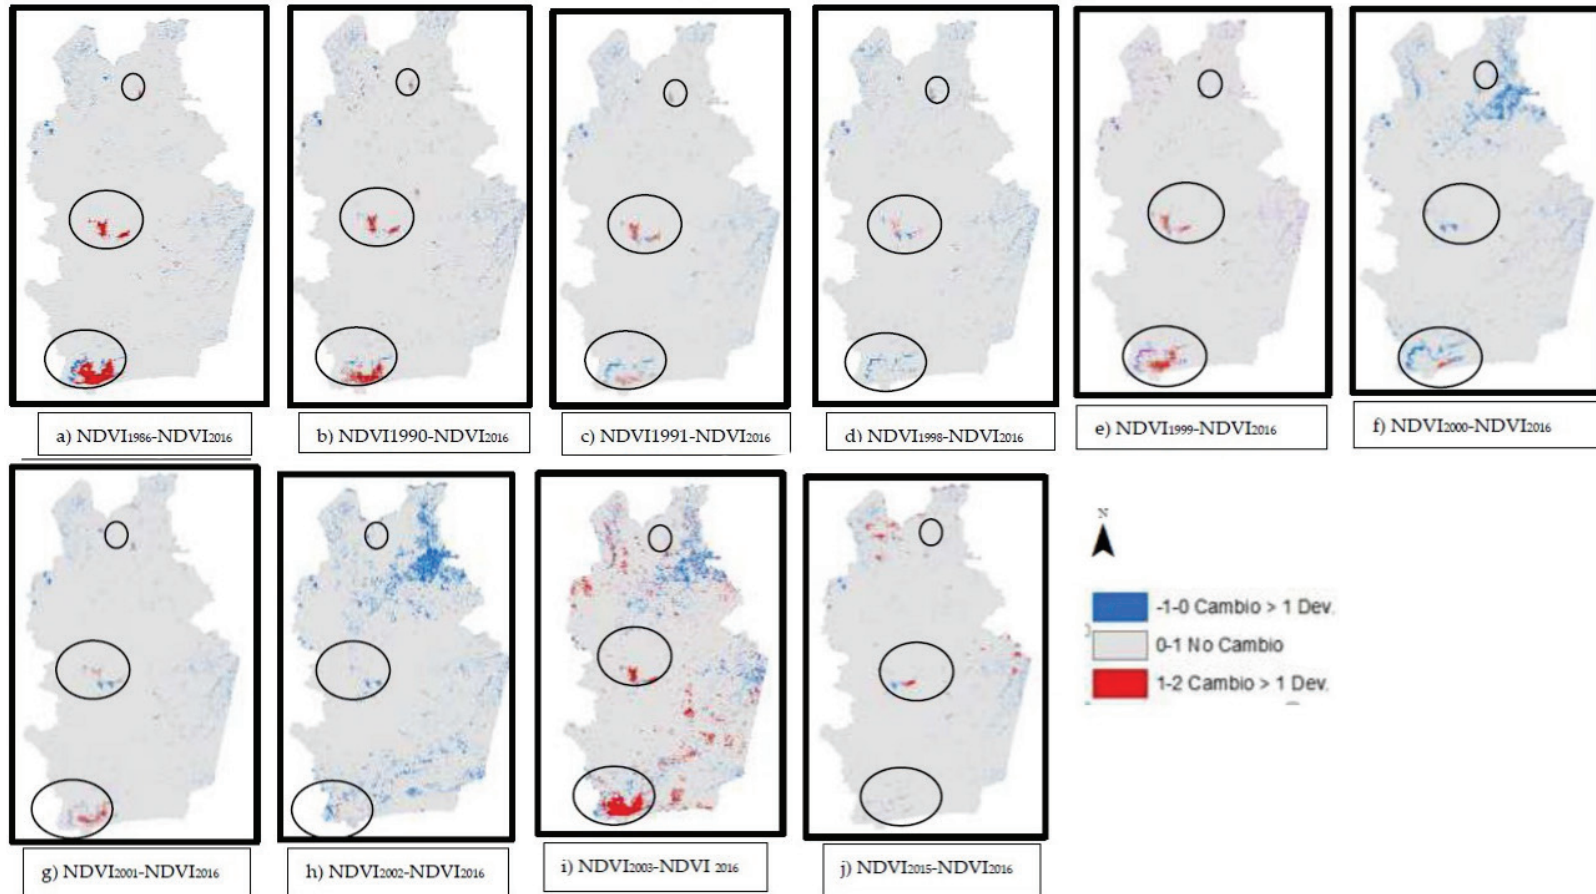 a) NDVI1986-NDVI2016
b) NDVI1990-NDVI2016
c) NDVI1991-NDVI2016
d) NDVI1998-NDVI2016
e) NDVI1999-NDVI2016
f) NDVI2000-NDVI2016
g) NDVI2001-NDVI2016
h) NDVI2002-NDVI2016
i) NDVI2003-NDVI 2016
j) NDVI2015-NDVI2016
N
-1-0 Cambio > 1 Dev.
0-1 No Cambio
1-2 Cambio > 1 Dev.